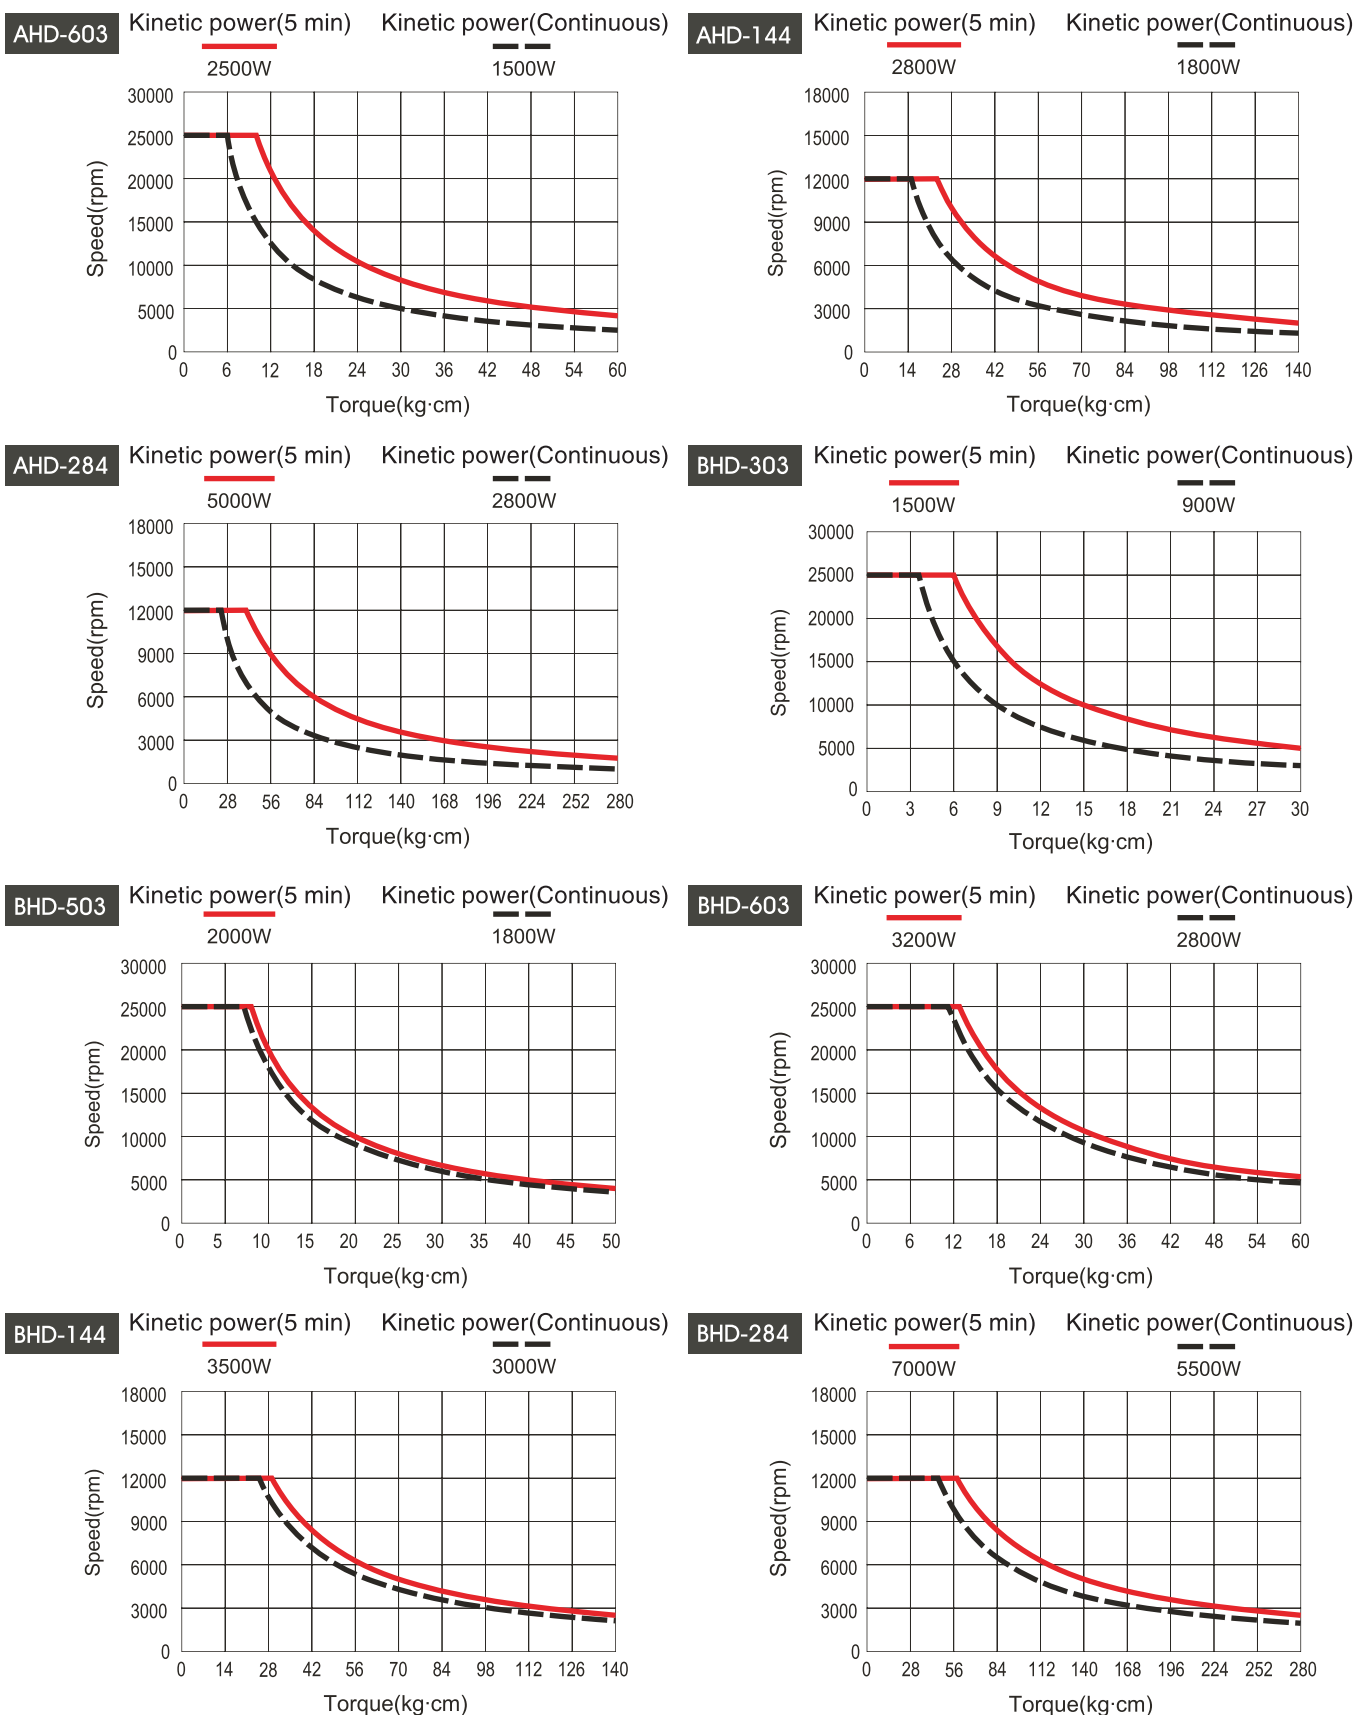 AHD-603 Kinetic power(5 min) Kinetic power(Continuous)
2500W 1500W
30000
25000
20000
15000
10000
5000
0
Speed(rpm)
0 6 12 18 24 30 36 42 48 54 60
Torque(kg·cm)
AHD-144 Kinetic power(5 min) Kinetic power(Continuous)
2800W 1800W
18000
15000
12000
9000
6000
3000
0
Speed(rpm)
0 14 28 42 56 70 84 98 112 126 140
Torque(kg·cm)
AHD-284 Kinetic power(5 min) Kinetic power(Continuous)
5000W 2800W
18000
15000
12000
9000
6000
3000
0
Speed(rpm)
0 28 56 84 112 140 168 196 224 252 280
Torque(kg·cm)
BHD-303 Kinetic power(5 min) Kinetic power(Continuous)
1500W 900W
30000
25000
20000
15000
10000
5000
0
Speed(rpm)
0 3 6 9 12 15 18 21 24 27 30
Torque(kg·cm)
BHD-503 Kinetic power(5 min) Kinetic power(Continuous)
2000W 1800W
30000
25000
20000
15000
10000
5000
0
Speed(rpm)
0 5 10 15 20 25 30 35 40 45 50
Torque(kg·cm)
BHD-603 Kinetic power(5 min) Kinetic power(Continuous)
3200W 2800W
30000
25000
20000
15000
10000
5000
0
Speed(rpm)
0 6 12 18 24 30 36 42 48 54 60
Torque(kg·cm)
BHD-144 Kinetic power(5 min) Kinetic power(Continuous)
3500W 3000W
18000
15000
12000
9000
6000
3000
0
Speed(rpm)
0 14 28 42 56 70 84 98 112 126 140
Torque(kg·cm)
BHD-284 Kinetic power(5 min) Kinetic power(Continuous)
7000W 5500W
18000
15000
12000
9000
6000
3000
0
Speed(rpm)
0 28 56 84 112 140 168 196 224 252 280
Torque(kg·cm)